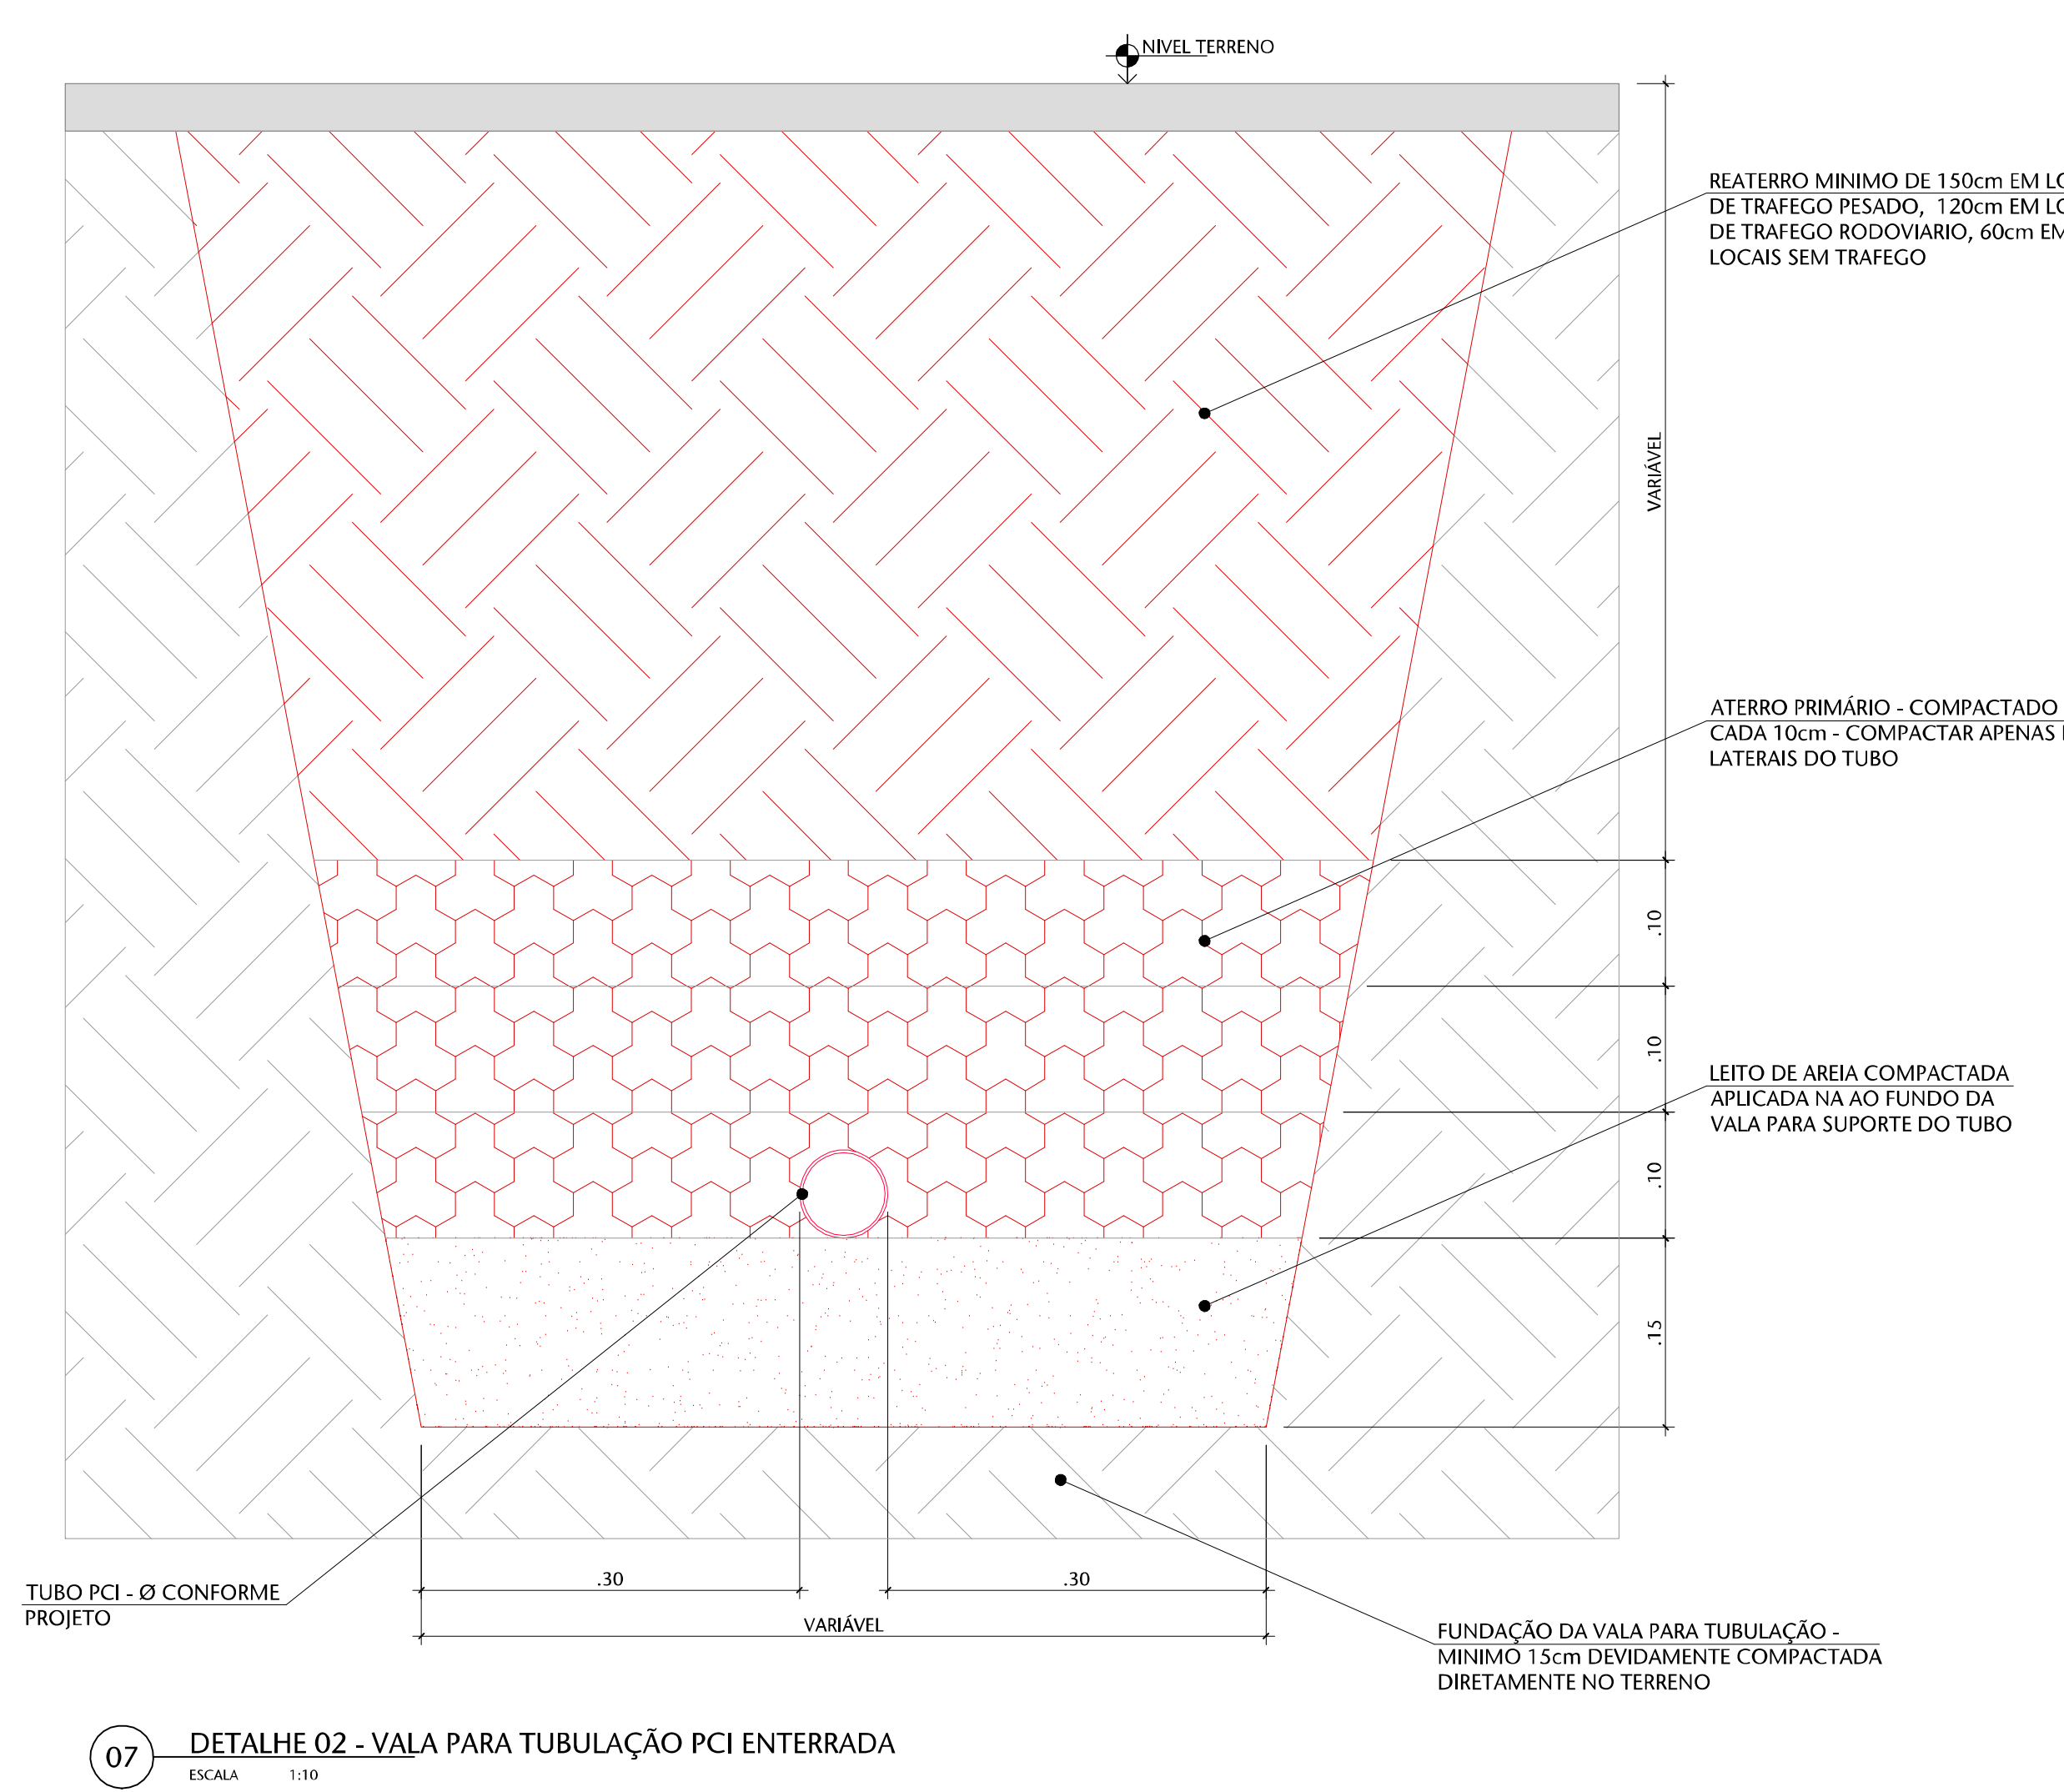 NIVEL TERRENO
REATERRO MINIMO DE 150cm EM
DE TRAFEGO PESADO, 120cm EM
DE TRAFEGO RODOVIARIO, 60cm EM
LOCAIS SEM TRAFEGO
VARIÁVEL
ATERRO PRIMÁRIO - COMPACTADO
CADA 10cm - COMPACTAR APENAS
LATERAIS DO TUBO
.10
.10
LEITO DE AREIA COMPACTADA
APLICADA NA AO FUNDO DA
VALA PARA SUPORTE DO TUBO
.10
.15
.30
.30
TUBO PCI - Ø CONFORME
PROJETO
VARIÁVEL
FUNDAÇÃO DA VALA PARA TUBULAÇÃO -
MINIMO 15cm DEVIDAMENTE COMPACTADA
DIRETAMENTE NO TERRENO
07
DETALHE 02 - VALA PARA TUBULAÇÃO PCI ENTERRADA
ESCALA 1:10